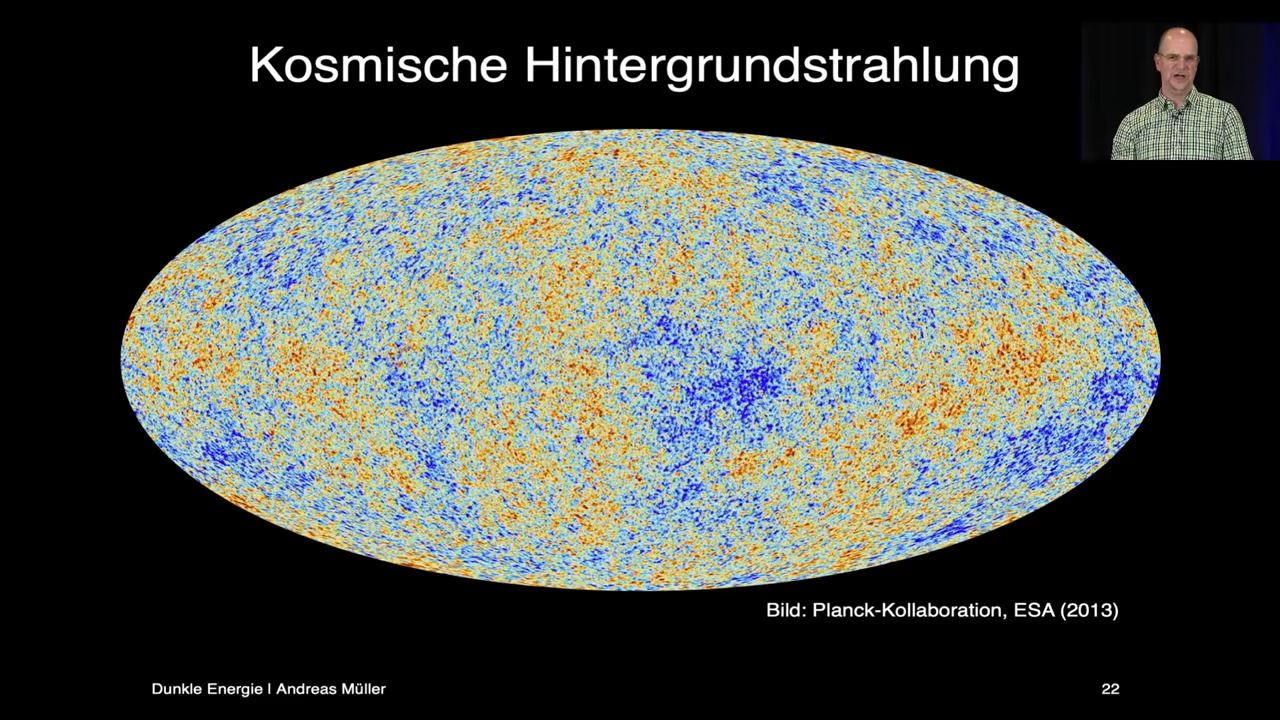 Kosmische Hintergrundstrahlung
Bild: Planck-Kollaboration, ESA (2013)
Dunkle Energie | Andreas Müller
22